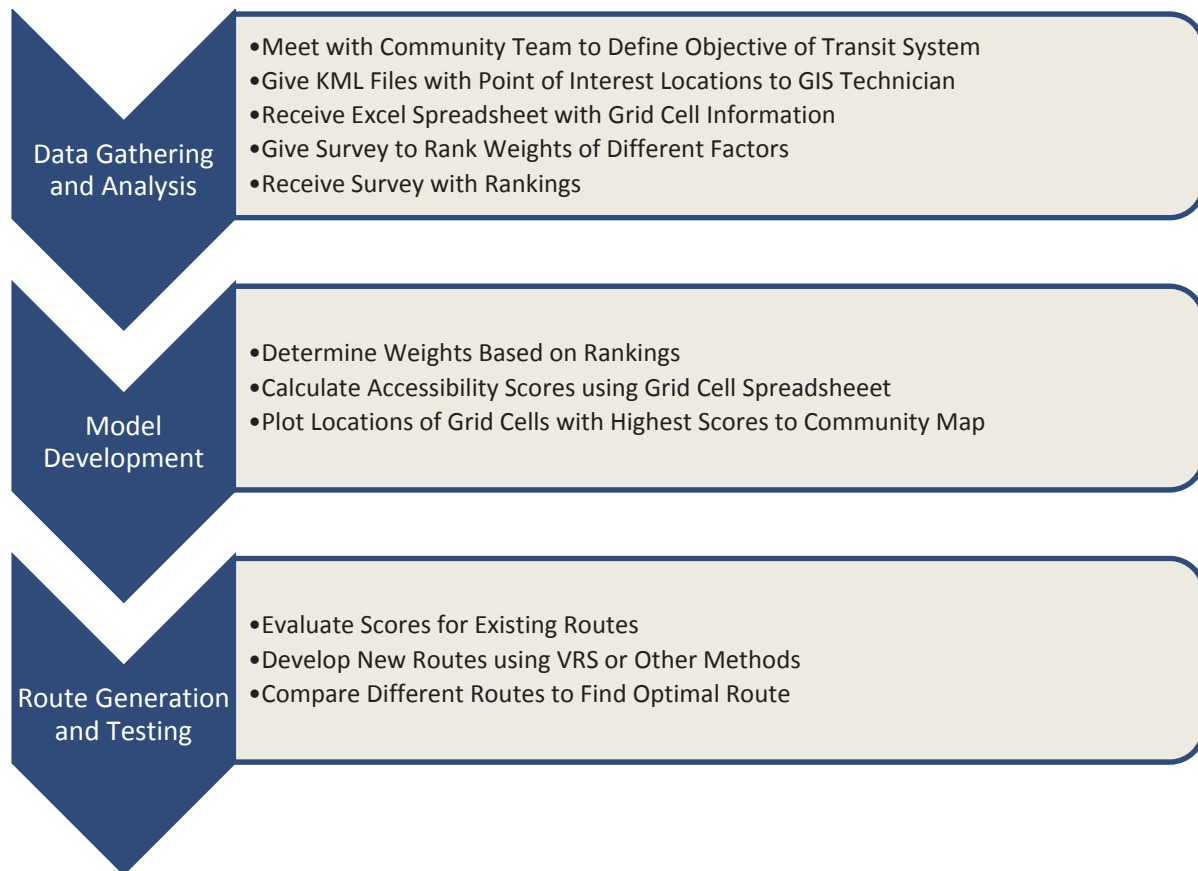 Data Gathering
and Analysis
•Meet with Community Team to Define Objective of Transit System
•Give KML Files with Point of Interest Locations to GIS Technician
•Receive Excel Spreadsheet with Grid Cell Information
•Give Survey to Rank Weights of Different Factors
•Receive Survey with Rankings
Model
Development
•Determine Weights Based on Rankings
•Calculate Accessibility Scores using Grid Cell Spreadsheeet
•Plot Locations of Grid Cells with Highest Scores to Community Map
Route Generation
and Testing
•Evaluate Scores for Existing Routes
•Develop New Routes using VRS or Other Methods
•Compare Different Routes to Find Optimal Route